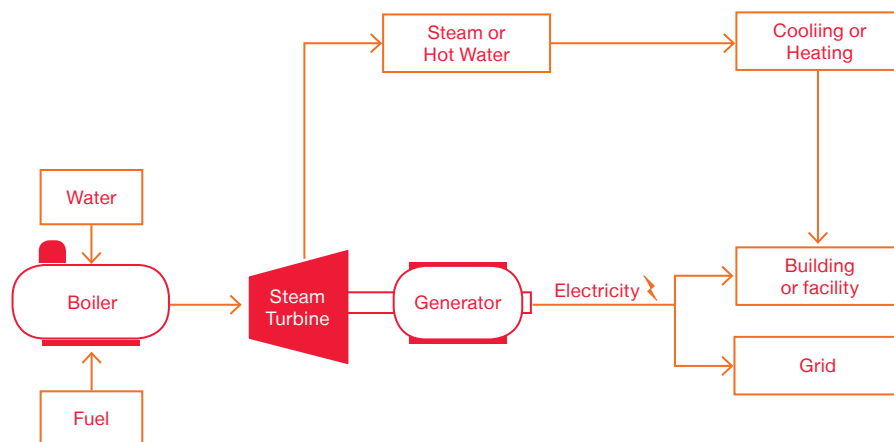 Steam or
Hot Water
Cooliing or
Heating
Water
Boiler
Steam
Turbine
Generator
Electricity
Building
or facility
Grid
Fuel